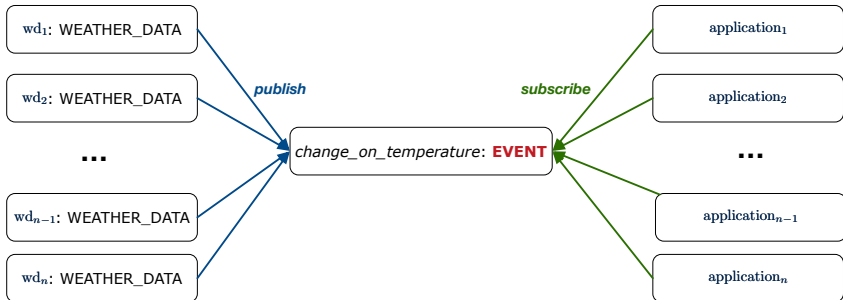 wd₁: WEATHER_DATA
application₁
publish
subscribe
wd₂: WEATHER_DATA
application₂
...
change_on_temperature: EVENT
...
wdₙ₋₁: WEATHER_DATA
applicationₙ₋₁
wdₙ: WEATHER_DATA
applicationₙ